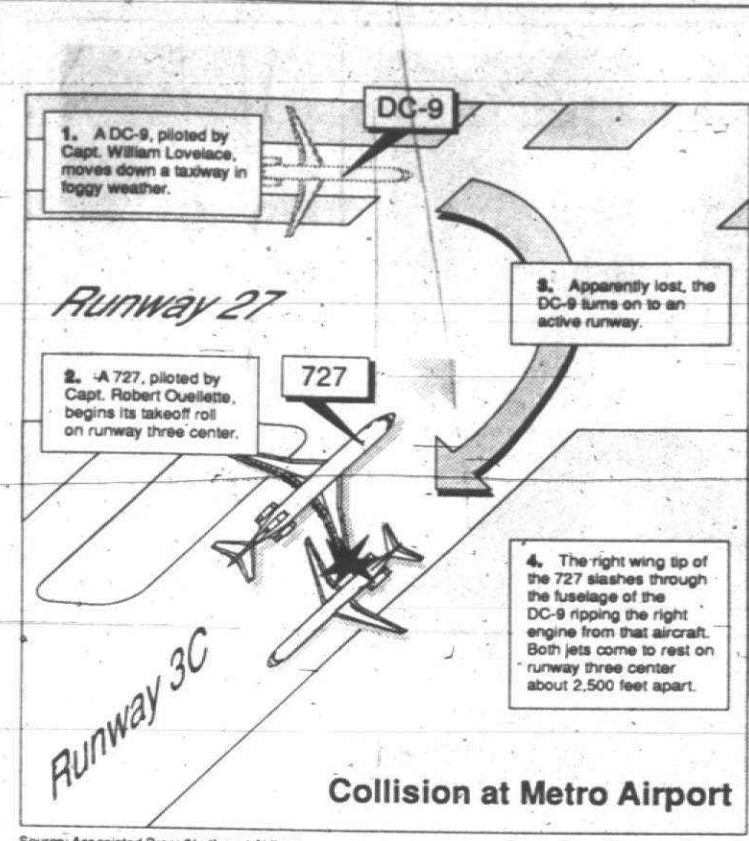 DC-9
1. A DC-9, piloted by
Capt. William Lovelace,
moves down a taxiway in
foggy weather.
3. Apparently lost, the
DC-9 turns on to an
active runway.
Runway 27
2. A 727, piloted by
Capt. Robert Ouellette,
begins its takeoff roll
on runway three center.
727
4. The right wing tip of
the 727 slashes through
the fuselage of the
DC-9 ripping the right
engine from that aircraft.
Both jets come to rest on
runway three center
about 2,500 feet apart.
Runway 3C
Collision at Metro Airport
Source: Associated Press